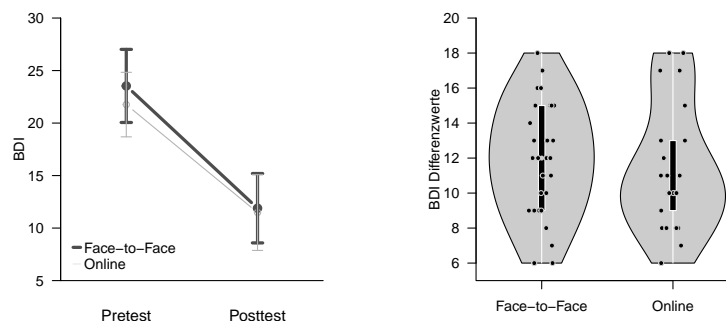 30
25
20
15
10
5
BDI
Face-to-Face
Online
Pretest
Posttest
20
18
16
14
12
10
8
6
BDI Differenzwerte
Face-to-Face
Online